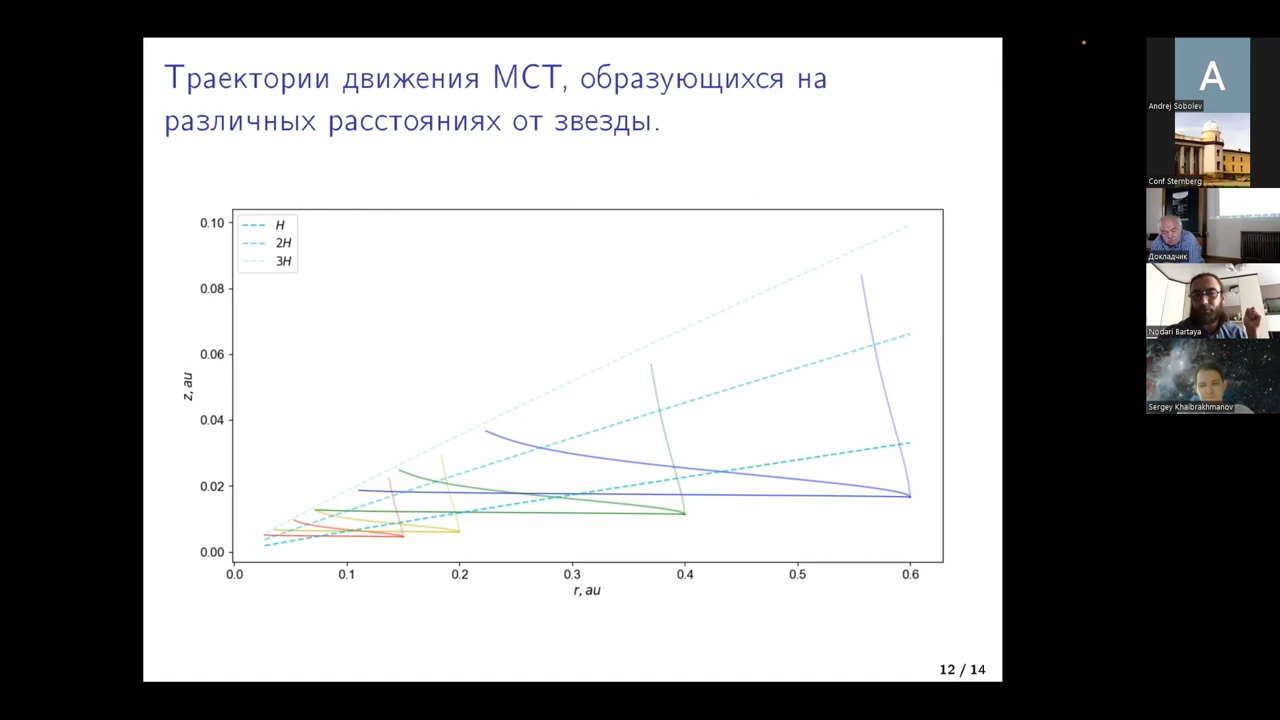 Траектории движения МСТ, образующихся на
различных расстояниях от звезды.
H
2H
3H
0.10
0.08
0.06
0.04
0.02
0.00
z, au
0.0 0.1 0.2 0.3 0.4 0.5 0.6
r, au
12 / 14
A
Andrej Sobolev
Conf Sternberg
Докладчик
Nodari Bartaya
Sergey Khaibrakhmanov